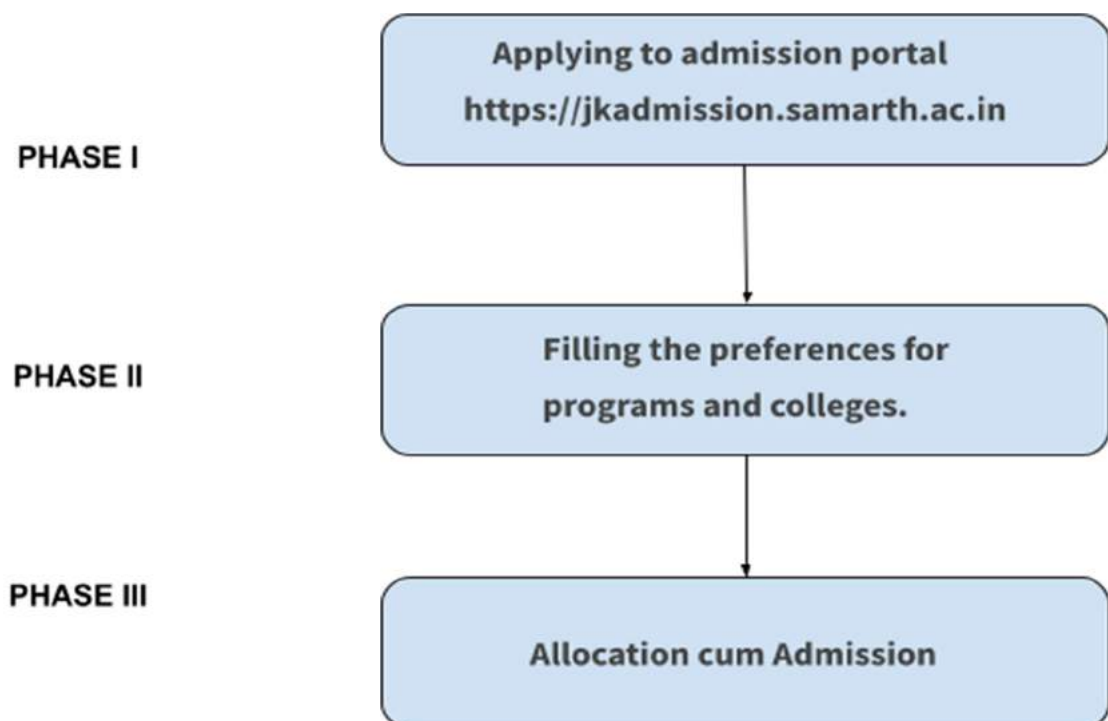 Applying to admission portal
https://jkadmission.samarth.ac.in
PHASE I
Filling the preferences for
programs and colleges.
PHASE II
PHASE III
Allocation cum Admission